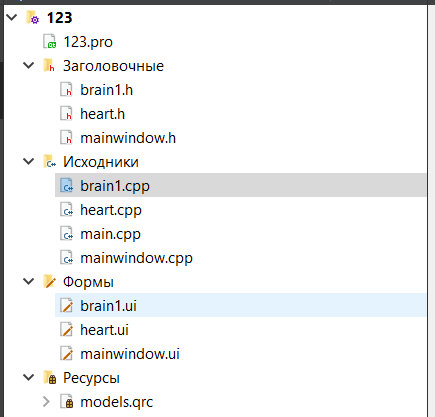 123
123.pro
Заголовочные
brain1.h
heart.h
mainwindow.h
Исходники
brain1.cpp
heart.cpp
main.cpp
mainwindow.cpp
Формы
brain1.ui
heart.ui
mainwindow.ui
Ресурсы
models.qrc